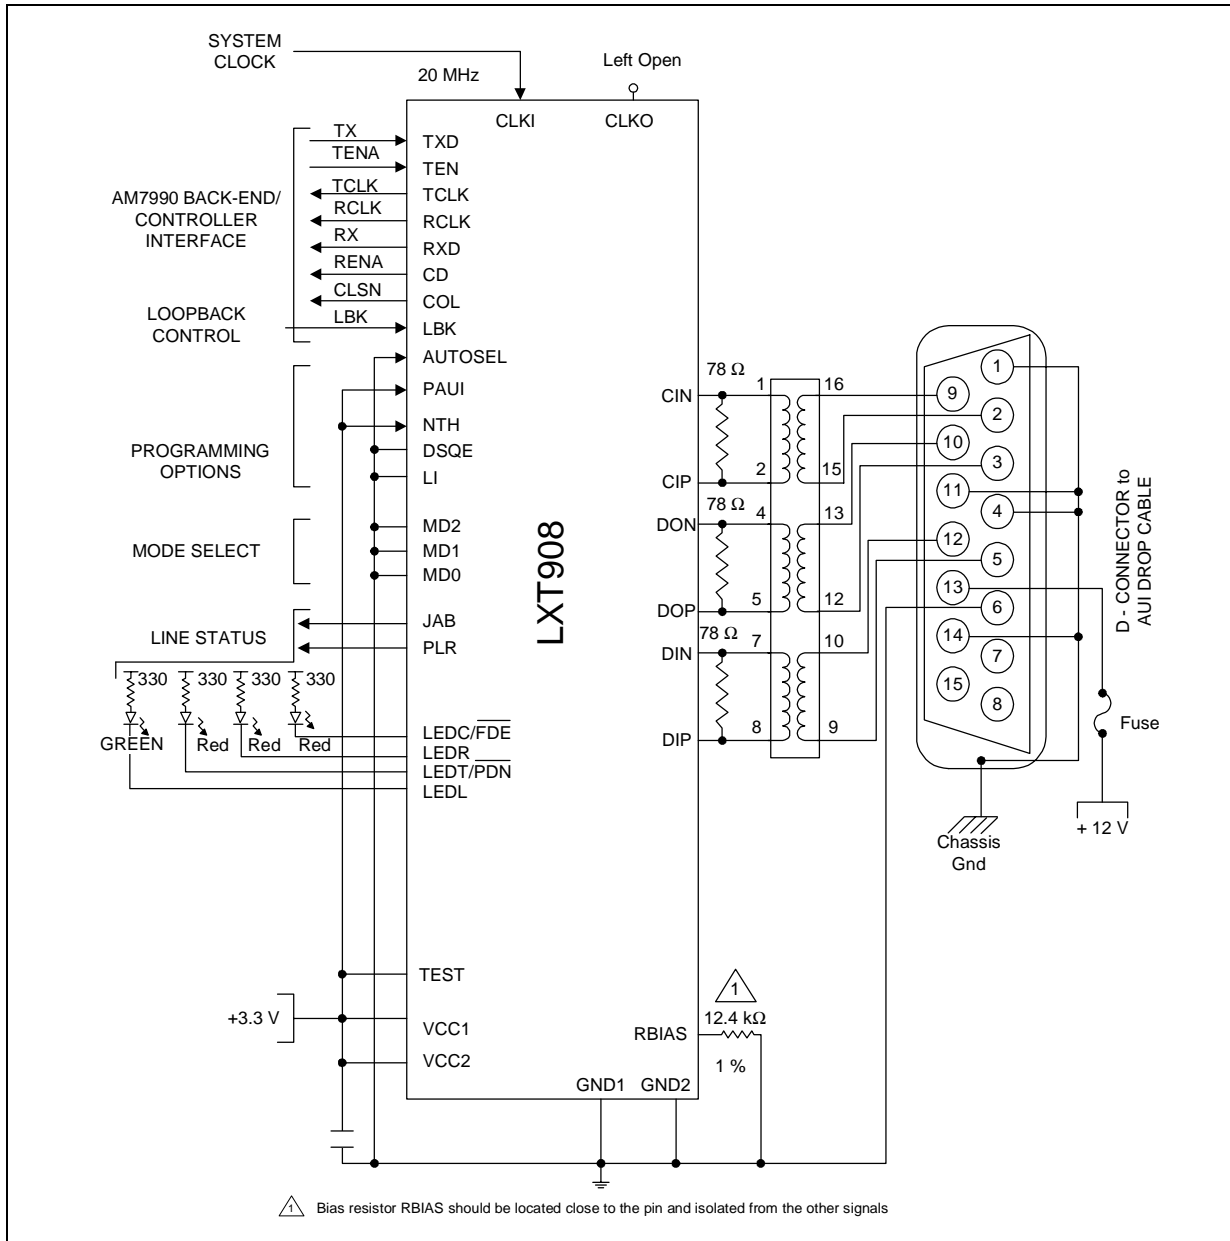 SYSTEM
CLOCK
20 MHz
Left Open
CLKI
CLKO
AM7990 BACK-END/
CONTROLLER
INTERFACE
TX
TENA
TCLK
RCLK
RX
RENA
CLSN
LBK
LOOPBACK
CONTROL
PROGRAMMING
OPTIONS
MODE SELECT
LINE STATUS
TXD
TEN
TCLK
RCLK
RXD
CD
COL
LBK
AUTOSEL
PAUI
NTH
DSQE
LI
MD2
MD1
MD0
JAB
PLR
330
330
330
330
GREEN
Red
Red
Red
LEDC/FDE
LEDR
LEDT/PDN
LEDL
LXT908
TEST
+3.3 V
VCC1
VCC2
GND1
GND2
RBIAS
1
12.4 kΩ
1 %
CIN
CIP
DON
DOP
DIN
DIP
78 Ω
78 Ω
78 Ω
1
16
2
15
4
13
5
12
7
10
8
9
1
9
2
10
3
11
4
12
5
13
6
14
7
15
8
D - CONNECTOR to
AUI DROP CABLE
Fuse
+ 12 V
Chassis
Gnd
1 Bias resistor RBIAS should be located close to the pin and isolated from the other signals